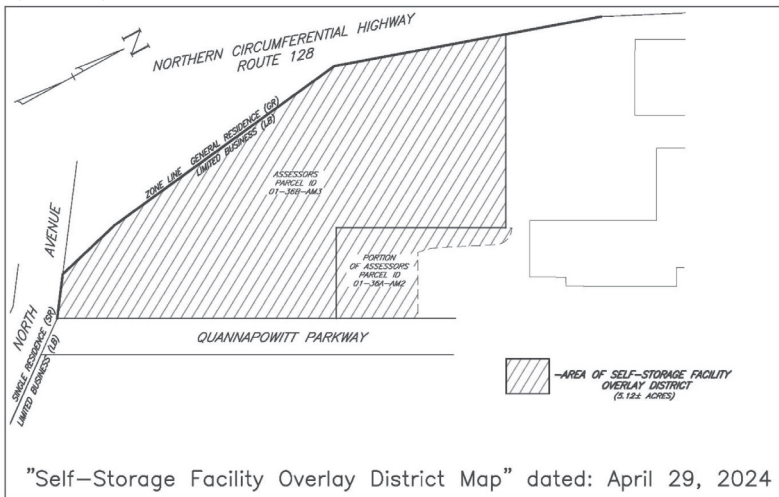 N
NORTHERN CIRCUMFERENTIAL HIGHWAY
ROUTE 128
ZONE LINE GENERAL RESIDENCE (GR)
LIMITED BUSINESS (LB)
ASSESSORS
PARCEL ID
01-36B-AM3
NORTH AVENUE
PORTION
OF ASSESSORS
PARCEL ID
01-36A-AM2
SINGLE RESIDENCE (SR)
LIMITED BUSINESS (LB)
QUANNAPOWITT PARKWAY
-AREA OF SELF-STORAGE FACILITY
OVERLAY DISTRICT
(5.12± ACRES)
"Self-Storage Facility Overlay District Map" dated: April 29, 2024